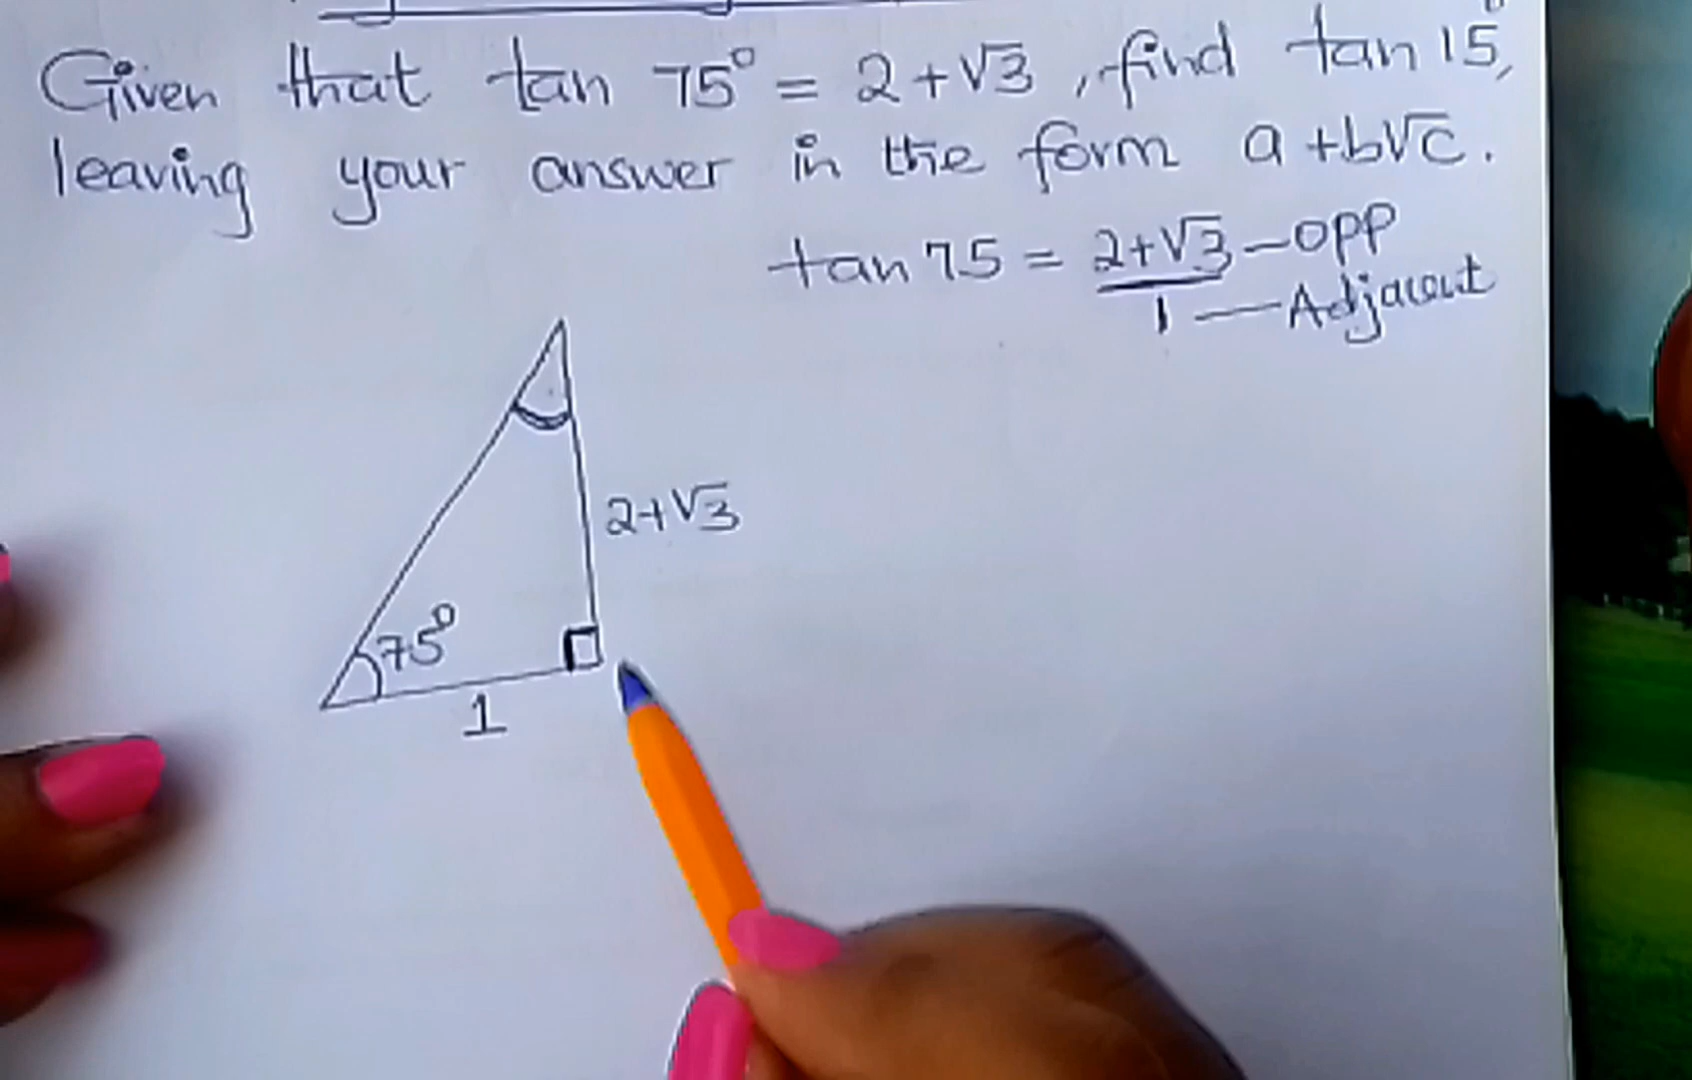 Given that tan 75° = 2+√3, find tan 15°,
leaving your answer in the form a+b√c.
tan 75 = 2+√3 — opp
1 — Adjacent
2+√3
75°
1